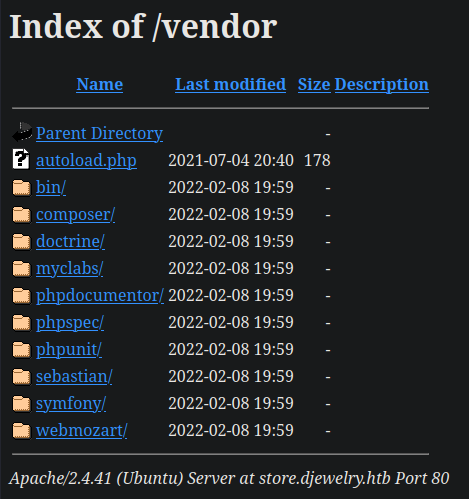 Index of /vendor
Name Last modified Size Description
Parent Directory -
autoload.php 2021-07-04 20:40 178
bin/ 2022-02-08 19:59 -
composer/ 2022-02-08 19:59 -
doctrine/ 2022-02-08 19:59 -
myclabs/ 2022-02-08 19:59 -
phpdocumentor/ 2022-02-08 19:59 -
phpspec/ 2022-02-08 19:59 -
phpunit/ 2022-02-08 19:59 -
sebastian/ 2022-02-08 19:59 -
symfony/ 2022-02-08 19:59 -
webmozart/ 2022-02-08 19:59 -
Apache/2.4.41 (Ubuntu) Server at store.djewelry.htb Port 80